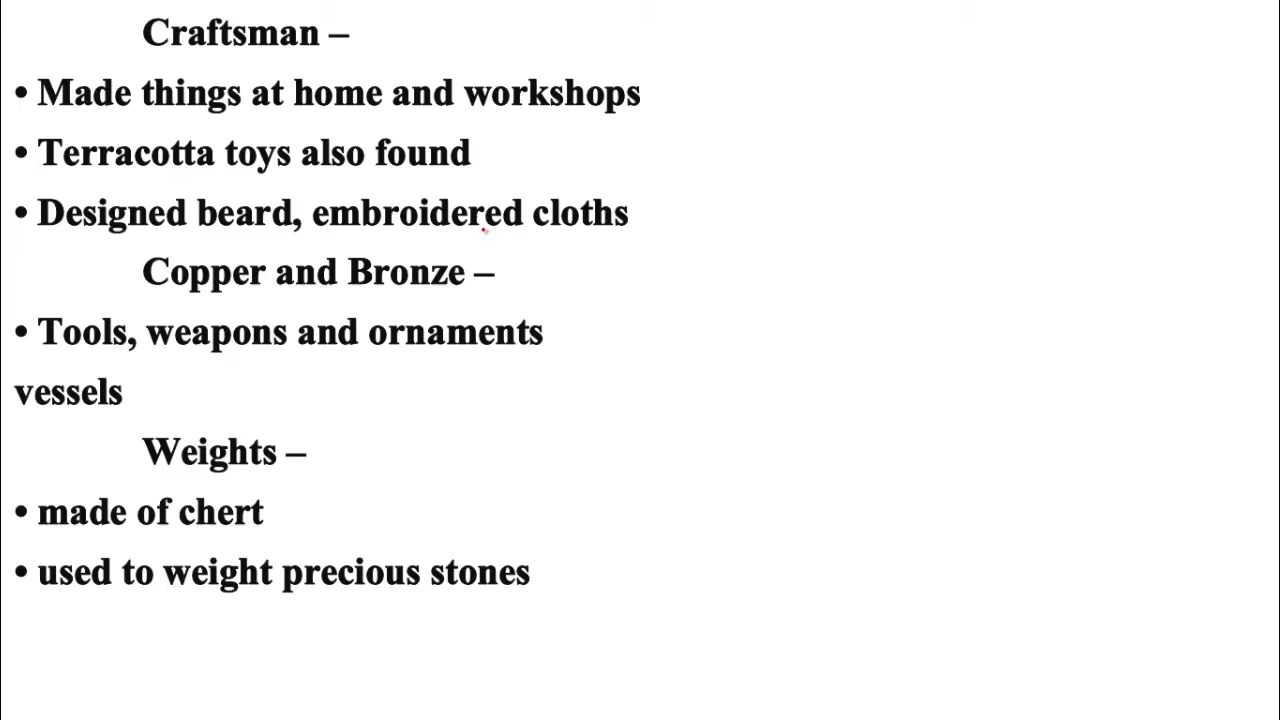 Craftsman –
• Made things at home and workshops
• Terracotta toys also found
• Designed beard, embroidered cloths
Copper and Bronze –
• Tools, weapons and ornaments
vessels
Weights –
• made of chert
• used to weight precious stones